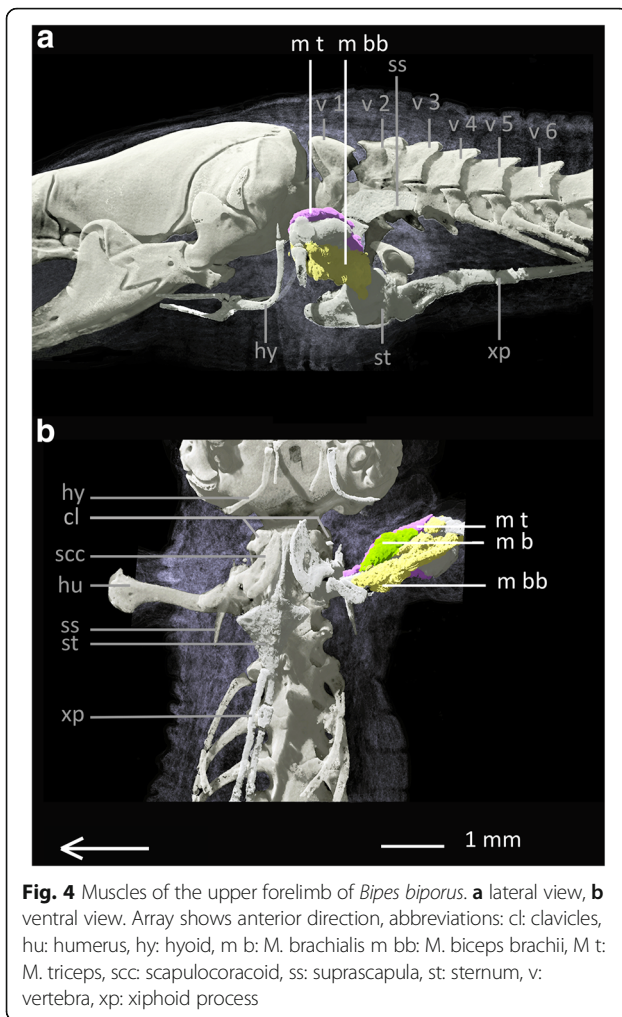 a
m t m bb
ss
v 1 v 2 v 3
v 4 v 5 v 6
hy st xp
b
hy
cl
scc
hu
ss
st
xp
m t
m b
m bb
1 mm
Fig. 4 Muscles of the upper forelimb of Bipes biporus. a lateral view, b
ventral view. Array shows anterior direction, abbreviations: cl: clavicles,
hu: humerus, hy: hyoid, m b: M. brachialis m bb: M. biceps brachii, M t:
M. triceps, scc: scapulocoracoid, ss: suprascapula, st: sternum, v:
vertebra, xp: xiphoid process